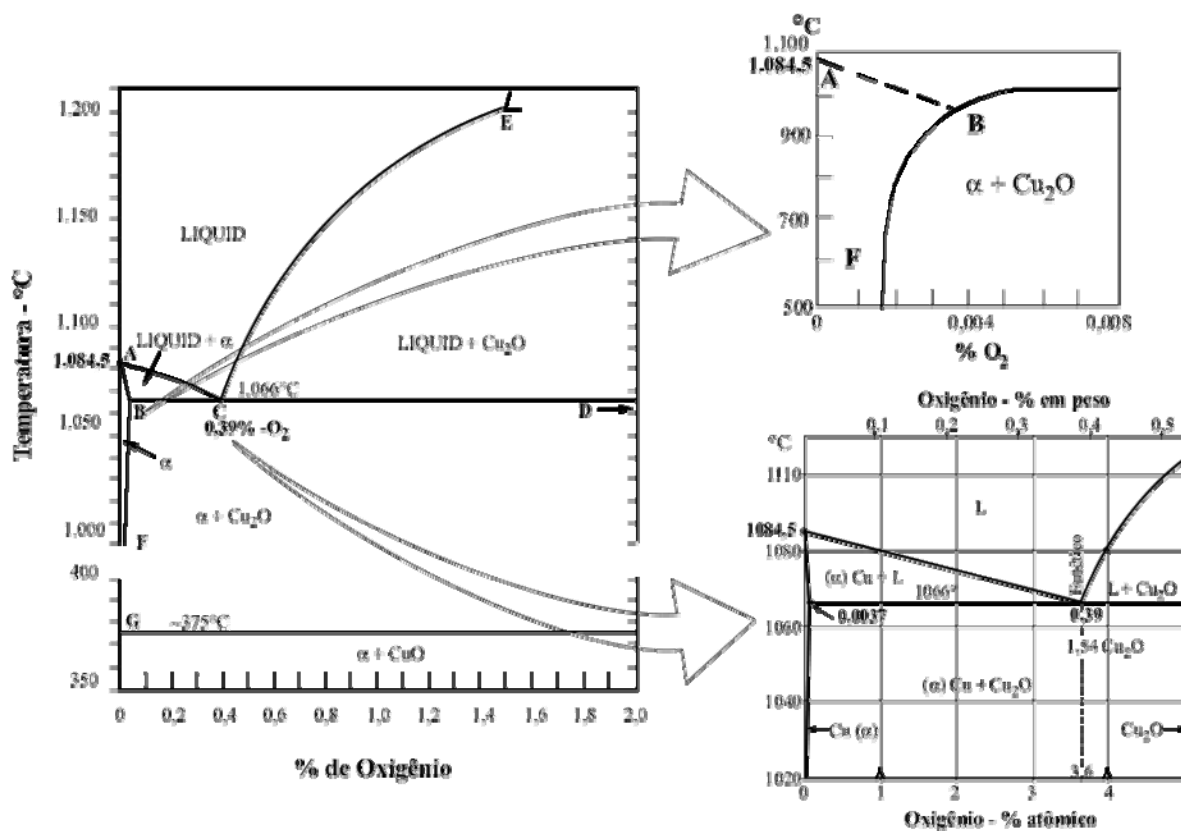 Temperatura - °C
1.200
1.150
1.100
1.084.5
1.050
1.000
400
350
E
LIQUID
LIQUID + α
A
LIQUID + Cu2O
1.066°C
B
C
D
0,39% -O2
α
α + Cu2O
F
G
~375°C
α + CuO
0
0,2
0,4
0,6
0,8
1,0
1,2
1,4
1,6
1,8
2,0
% de Oxigênio
°C
1.100
1.084.5
A
900
B
α + Cu2O
700
F
500
0
0,004
0,008
% O2
Oxigênio - % em peso
°C
0,1
0,2
0,3
0,4
0,5
1110
L
1084.5
1080
Eutético
(α) Cu + L
1066°
L + Cu2O
0.0037
0,39
1060
1,54 Cu2O
(α) Cu + Cu2O
1040
Cu (α)
Cu2O
3,6
1020
0
1
2
3
4
Oxigênio - % atômico